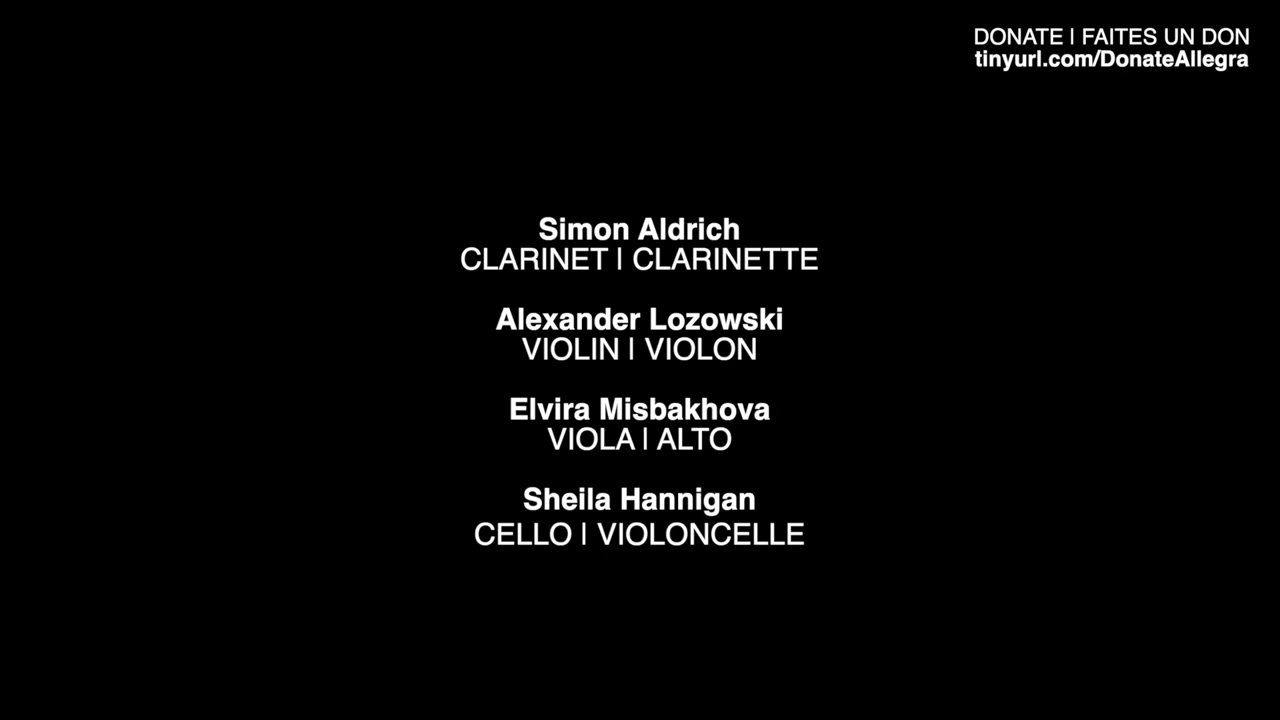 DONATE | FAITES UN DON
tinyurl.com/DonateAllegra
Simon Aldrich
CLARINET | CLARINETTE
Alexander Lozowski
VIOLIN | VIOLON
Elvira Misbakhova
VIOLA | ALTO
Sheila Hannigan
CELLO | VIOLONCELLE